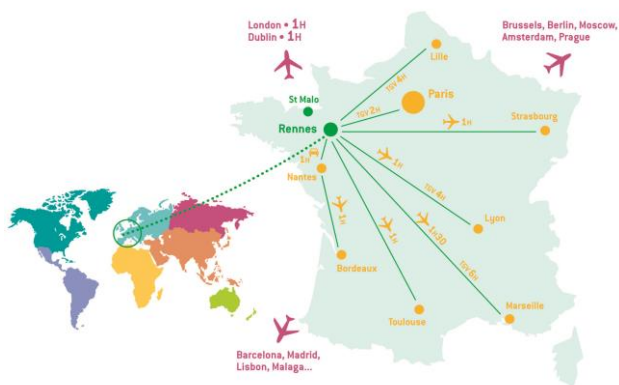 London • 1H
Dublin • 1H
Brussels, Berlin, Moscow,
Amsterdam, Prague
Lille
TGV 4H
St Malo
Paris
TGV 2H
Rennes
1H
Strasbourg
1H
Nantes
1H
TGV 4H
Lyon
1H
Bordeaux
1H
Toulouse
1H30
TGV 6H
Marseille
Barcelona, Madrid,
Lisbon, Malaga...